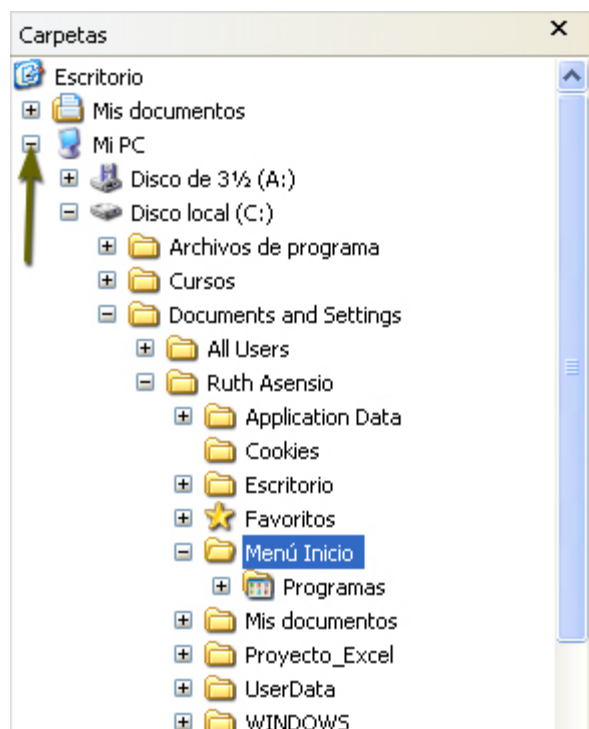 Carpetas
Escritorio
Mis documentos
Mi PC
Disco de 3½ (A:)
Disco local (C:)
Archivos de programa
Cursos
Documents and Settings
All Users
Ruth Asensio
Application Data
Cookies
Escritorio
Favoritos
Menú Inicio
Programas
Mis documentos
Proyecto_Excel
UserData
WINDOWS